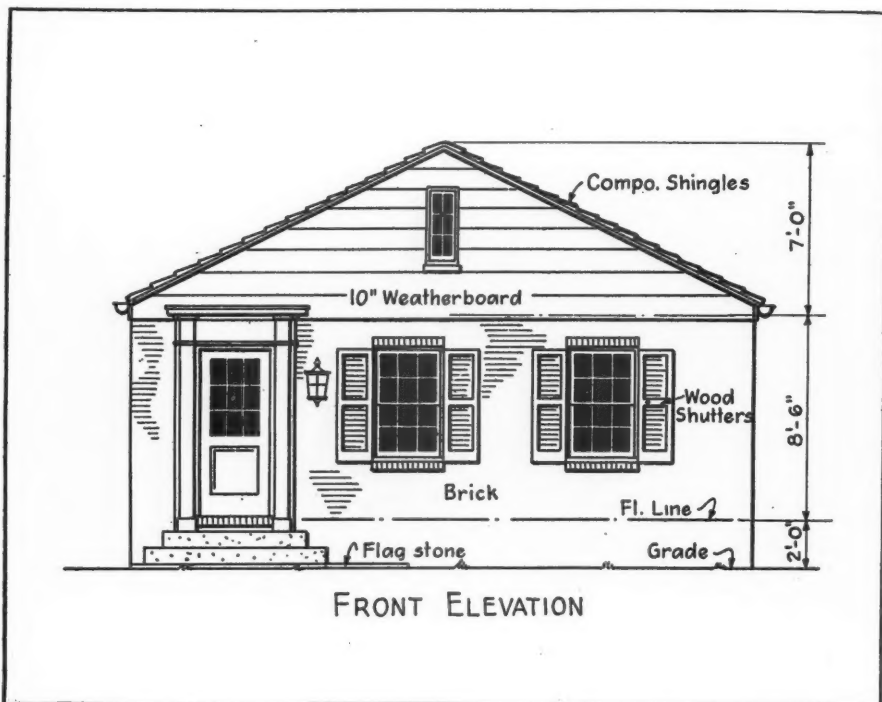 Compo. Shingles
7'-0"
10" Weatherboard
Wood
Shutters
8'-6"
Brick
Fl. Line
2'-0"
Flag stone
Grade
FRONT ELEVATION